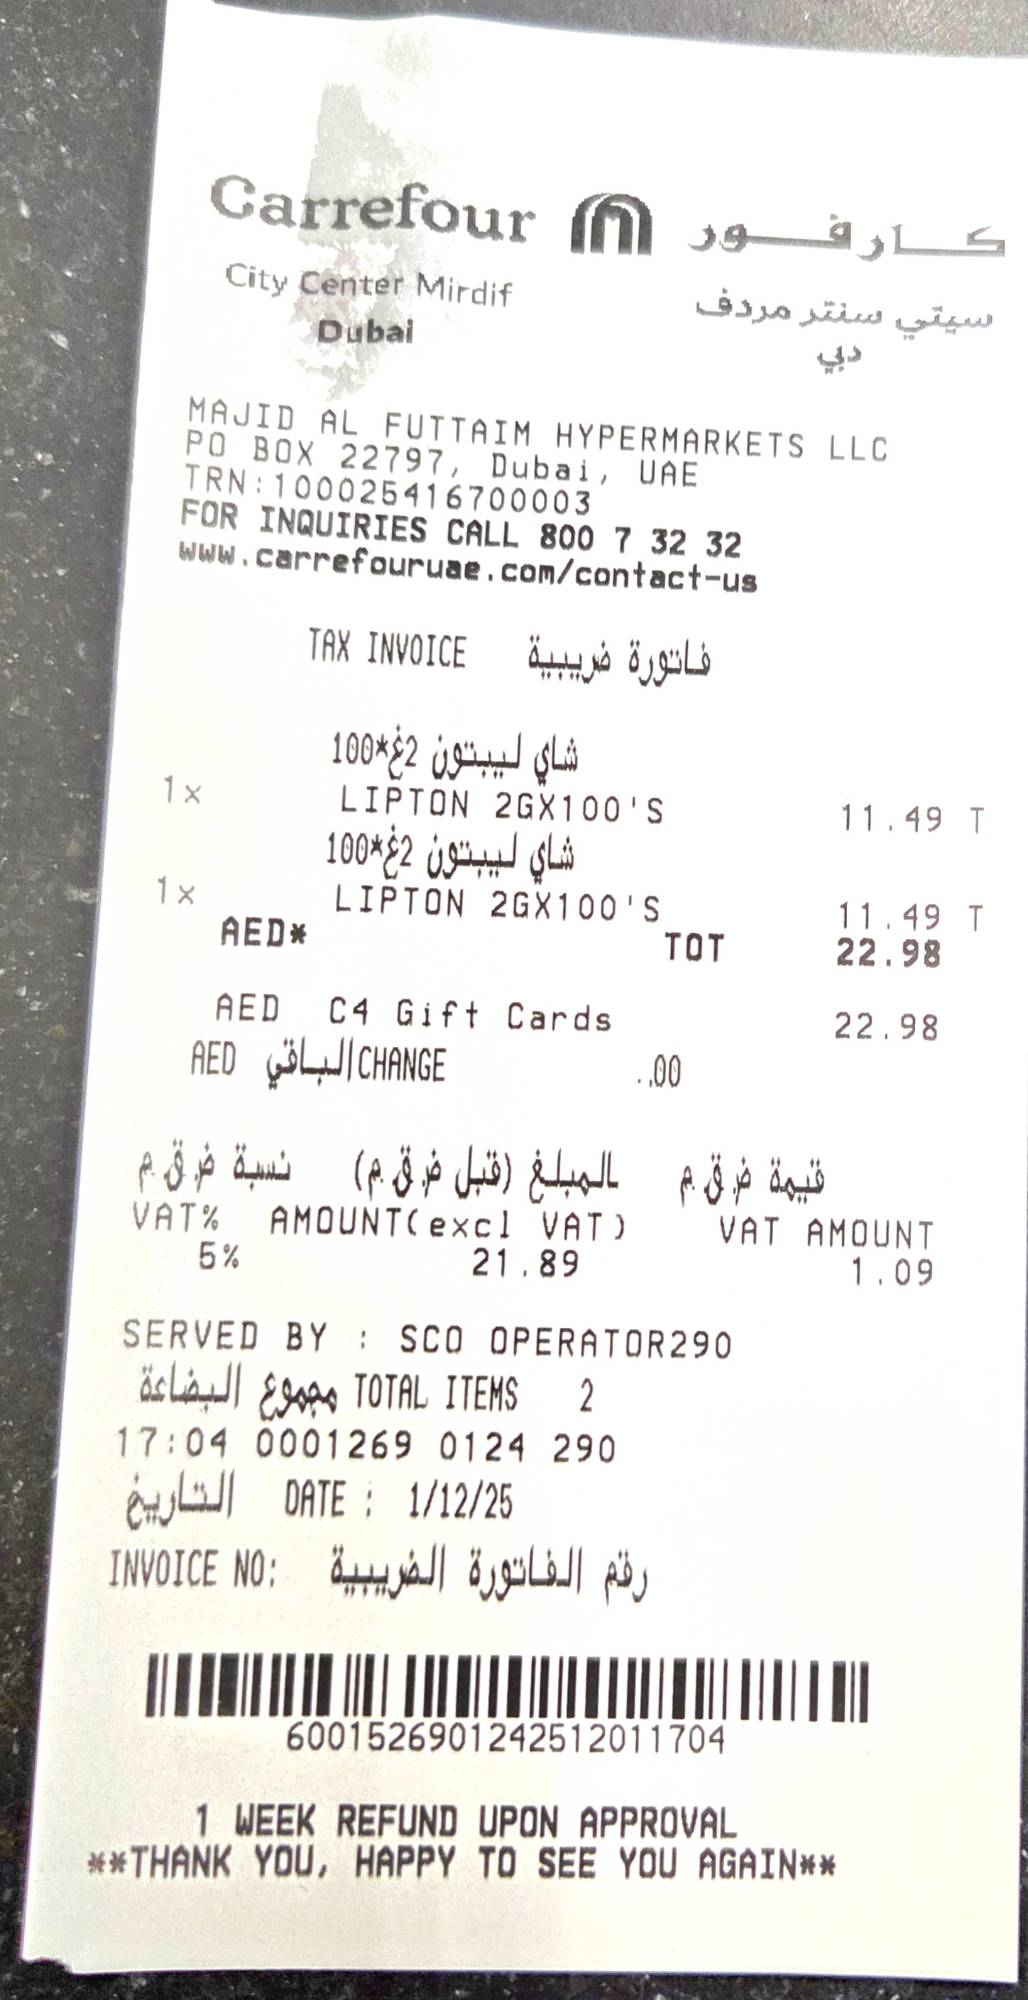 Carrefour كارفور
City Center Mirdif سيتي سنتر مردف
Dubai دبي
MAJID AL FUTTAIM HYPERMARKETS LLC
PO BOX 22797, Dubai, UAE
TRN:100025416700003
FOR INQUIRIES CALL 800 7 32 32
www.carrefouruae.com/contact-us
TAX INVOICE فاتورة ضريبية
شاي ليبتون 2غ*100
1x LIPTON 2GX100'S 11.49 T
شاي ليبتون 2غ*100
1x LIPTON 2GX100'S 11.49 T
AED* TOT 22.98
AED C4 Gift Cards 22.98
AED الباقي CHANGE ..00
نسبة ض.ق.م المبلغ (قبل ض.ق.م) قيمة ض.ق.م
VAT% AMOUNT(excl VAT) VAT AMOUNT
5% 21.89 1.09
SERVED BY : SCO OPERATOR290
مجموع البضاعة TOTAL ITEMS 2
17:04 0001269 0124 290
التاريخ DATE : 1/12/25
INVOICE NO: رقم الفاتورة الضريبية
6001526901242512011704
1 WEEK REFUND UPON APPROVAL
**THANK YOU, HAPPY TO SEE YOU AGAIN**